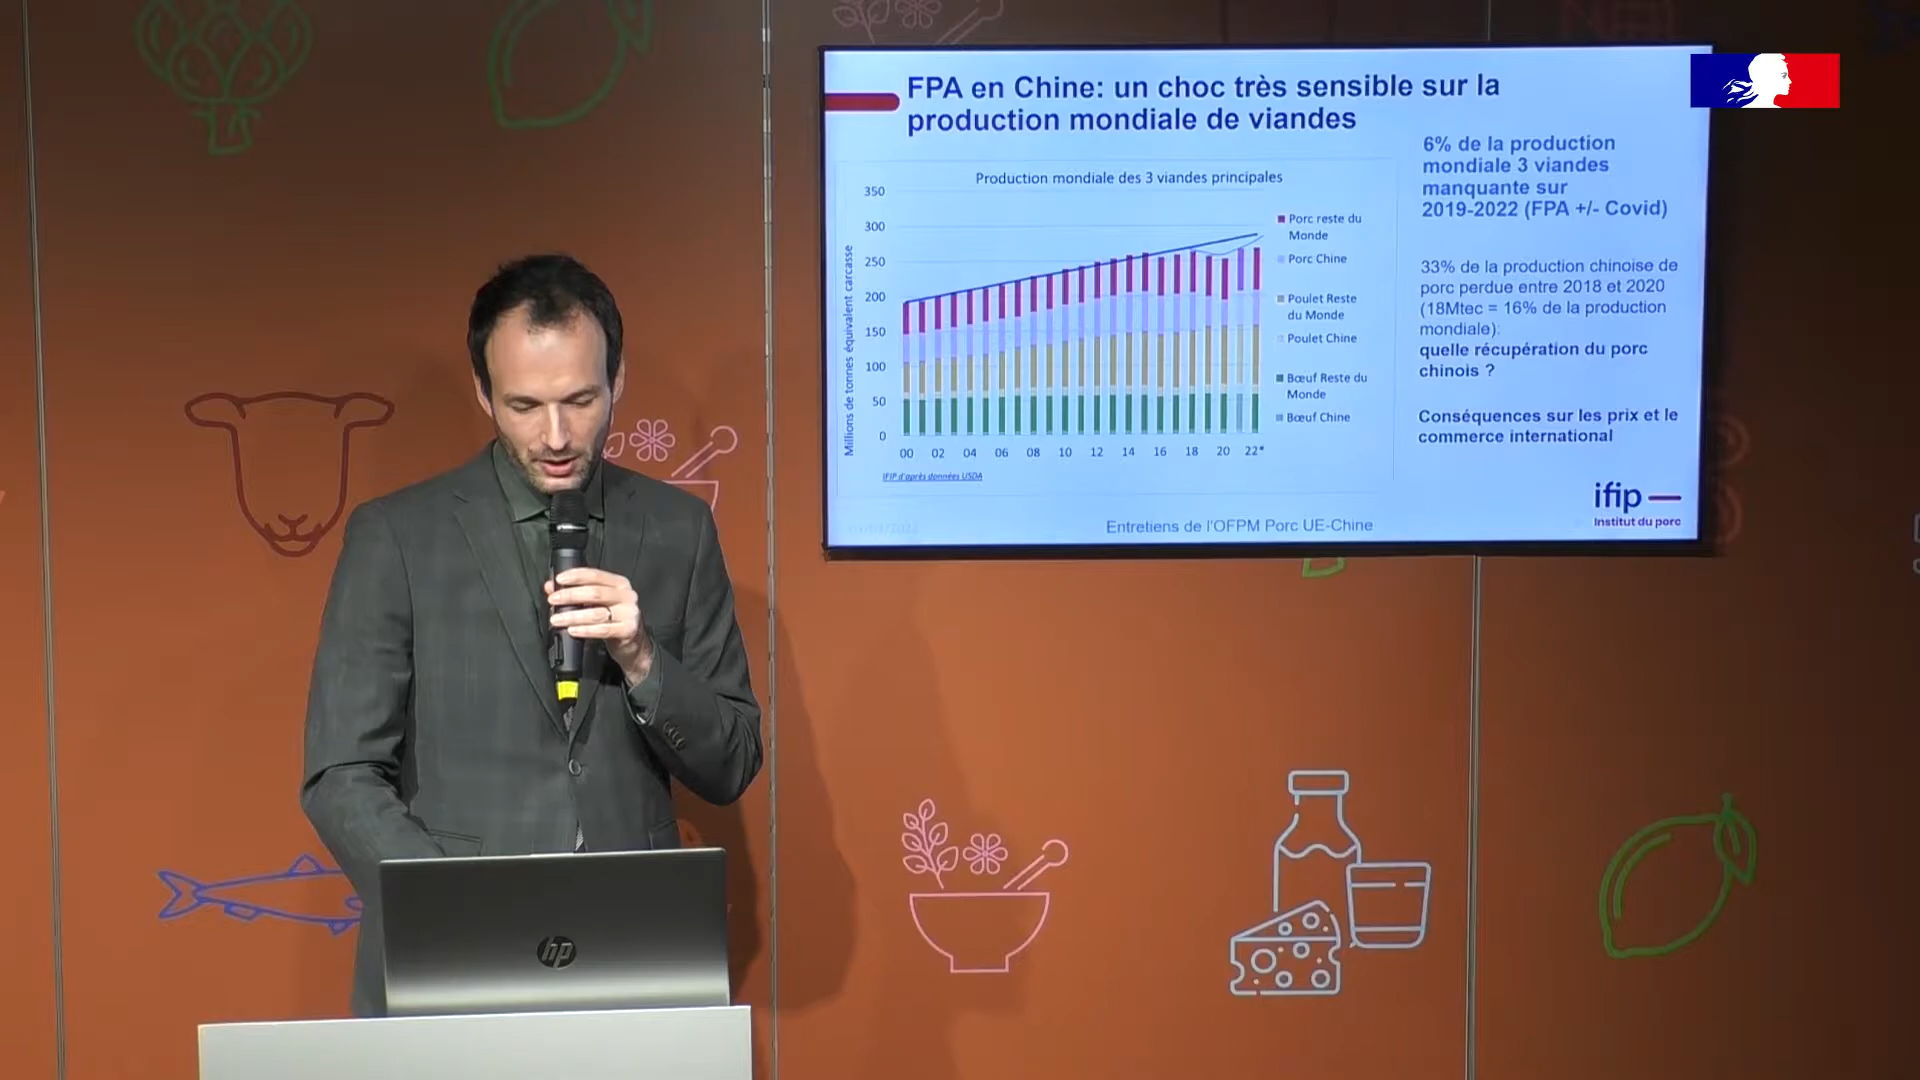 FPA en Chine: un choc très sensible sur la
production mondiale de viandes
6% de la production
mondiale 3 viandes
manquante sur
2019-2022 (FPA +/- Covid)
33% de la production chinoise de
porc perdue entre 2018 et 2020
(18Mtec = 16% de la production
mondiale):
quelle récupération du porc
chinois ?
Conséquences sur les prix et le
commerce international
Production mondiale des 3 viandes principales
Millions de tonnes équivalent carcasse
350
300
250
200
150
100
50
0
00 02 04 06 08 10 12 14 16 18 20 22*
Porc reste du
Monde
Porc Chine
Poulet Reste
du Monde
Poulet Chine
Bœuf Reste du
Monde
Bœuf Chine
IFIP d'après données USDA
Entretiens de l'OFPM Porc UE-Chine
ifip
Institut du porc
hp